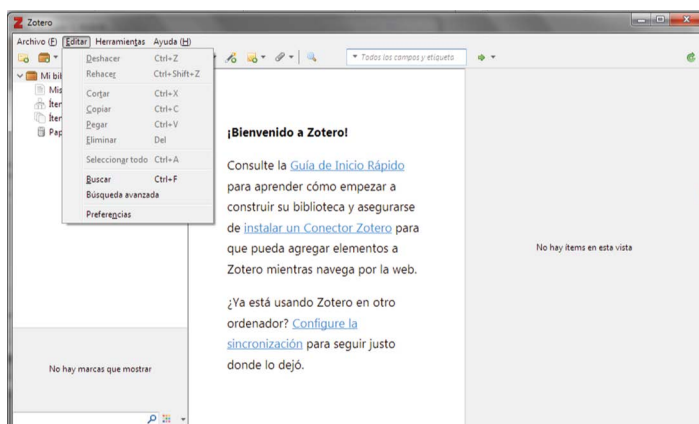 Zotero
Archivo (F) Editar Herramientas Ayuda (H)
Deshacer Ctrl+Z
Rehacer Ctrl+Shift+Z
Cortar Ctrl+X
Copiar Ctrl+C
Pegar Ctrl+V
Eliminar Del
Seleccionar todo Ctrl+A
Buscar Ctrl+F
Búsqueda avanzada
Preferencias
Todos los campos y etiqueta
Mi bib
Mis
Íter
Íter
Pap
¡Bienvenido a Zotero!
Consulte la Guía de Inicio Rápido
para aprender cómo empezar a
construir su biblioteca y asegurarse
de instalar un Conector Zotero para
que pueda agregar elementos a
Zotero mientras navega por la web.
¿Ya está usando Zotero en otro
ordenador? Configure la
sincronización para seguir justo
donde lo dejó.
No hay ítems en esta vista
No hay marcas que mostrar